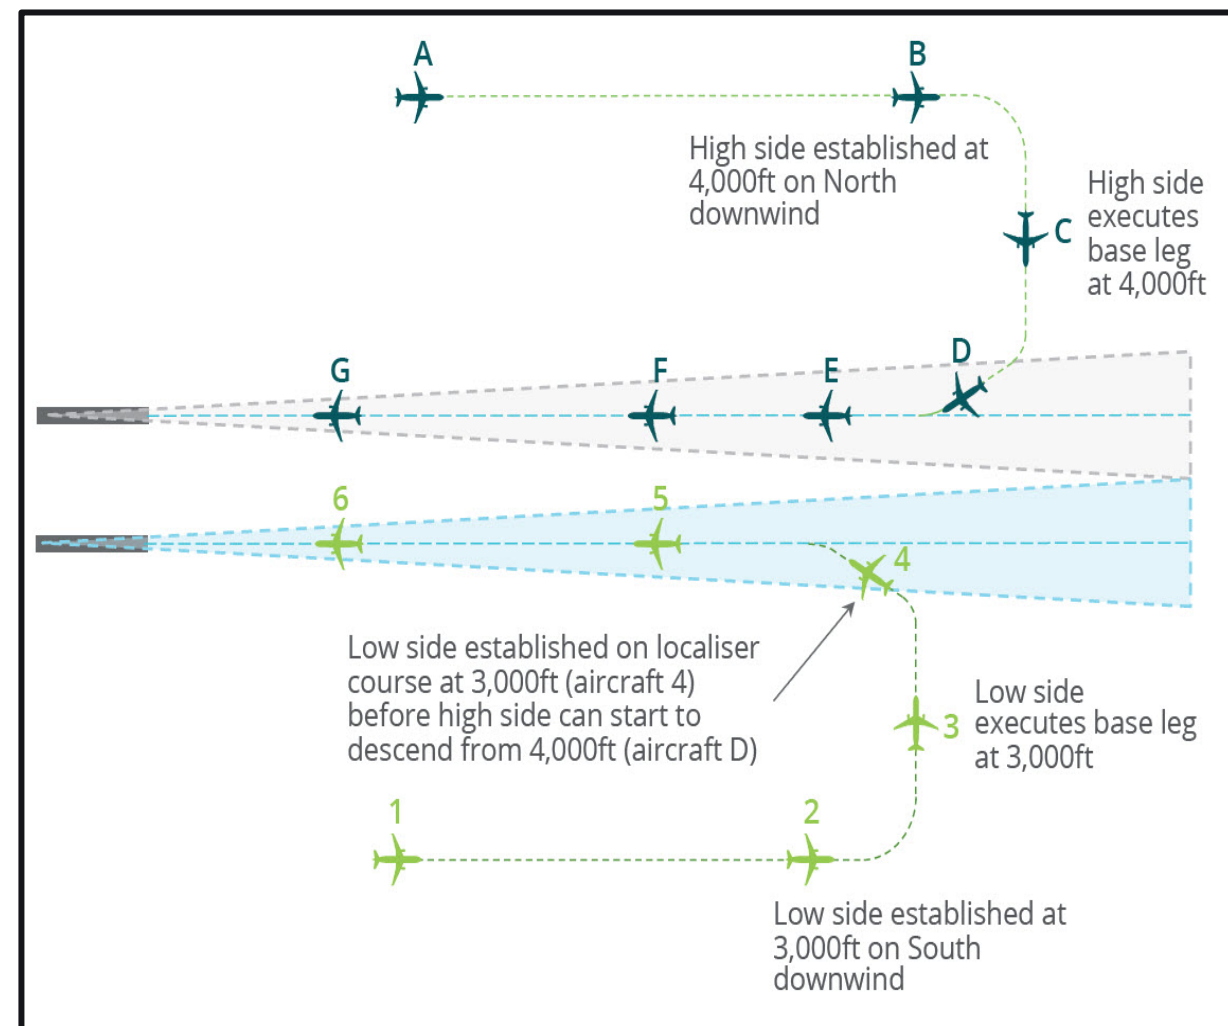 A
B
High side established at
4,000ft on North
downwind
High side
executes
base leg
at 4,000ft
C
D
G
F
E
6
5
4
Low side established on localiser
course at 3,000ft (aircraft 4)
before high side can start to
descend from 4,000ft (aircraft D)
Low side
executes base leg
at 3,000ft
3
1
2
Low side established at
3,000ft on South
downwind